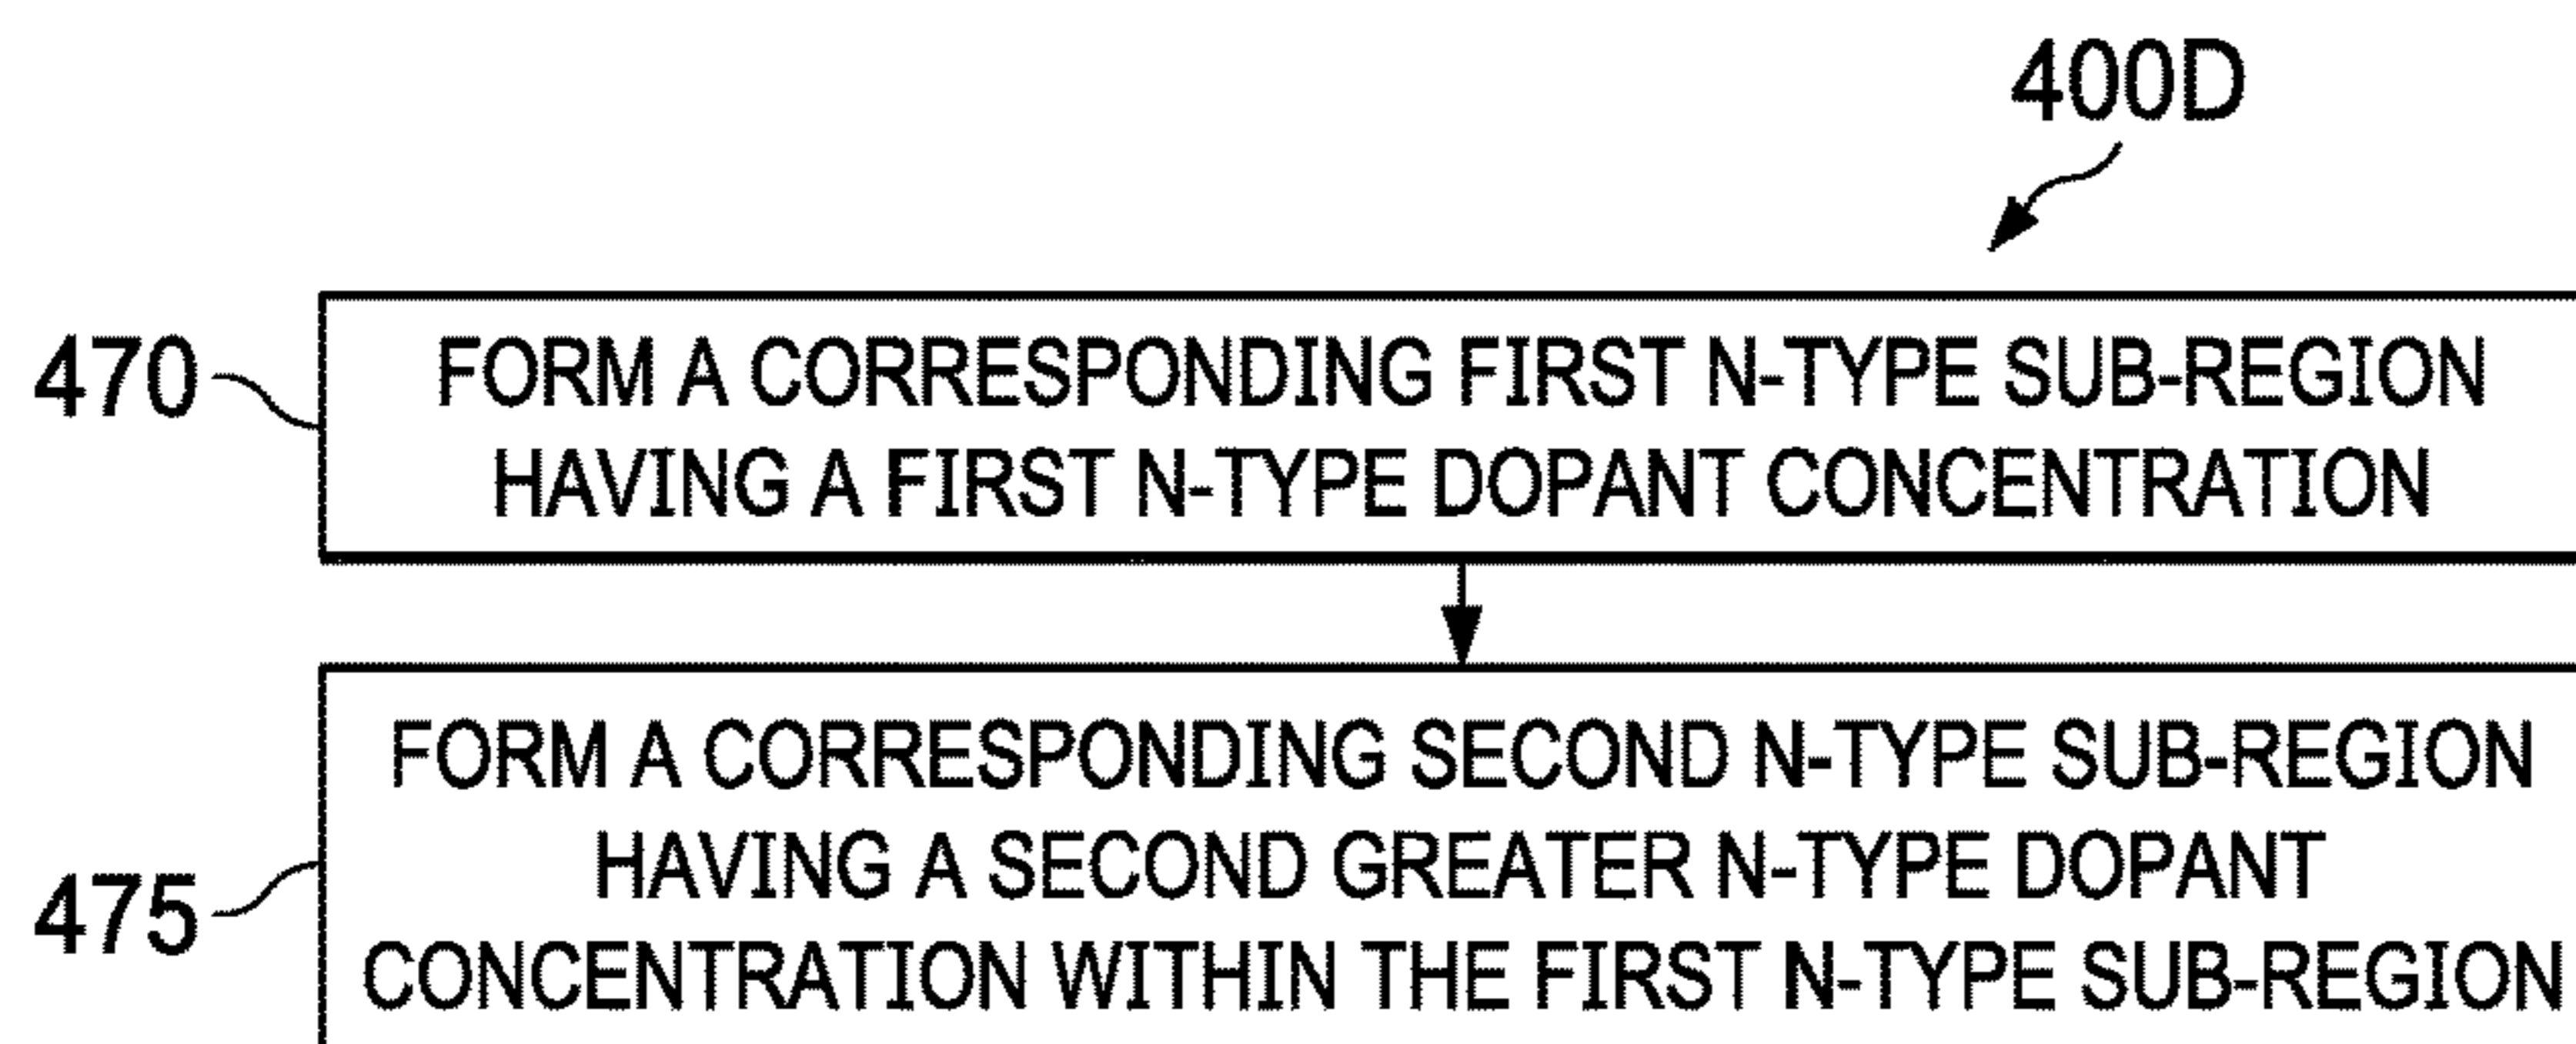 400D
470
FORM A CORRESPONDING FIRST N-TYPE SUB-REGION
HAVING A FIRST N-TYPE DOPANT CONCENTRATION
475
FORM A CORRESPONDING SECOND N-TYPE SUB-REGION
HAVING A SECOND GREATER N-TYPE DOPANT
CONCENTRATION WITHIN THE FIRST N-TYPE SUB-REGION